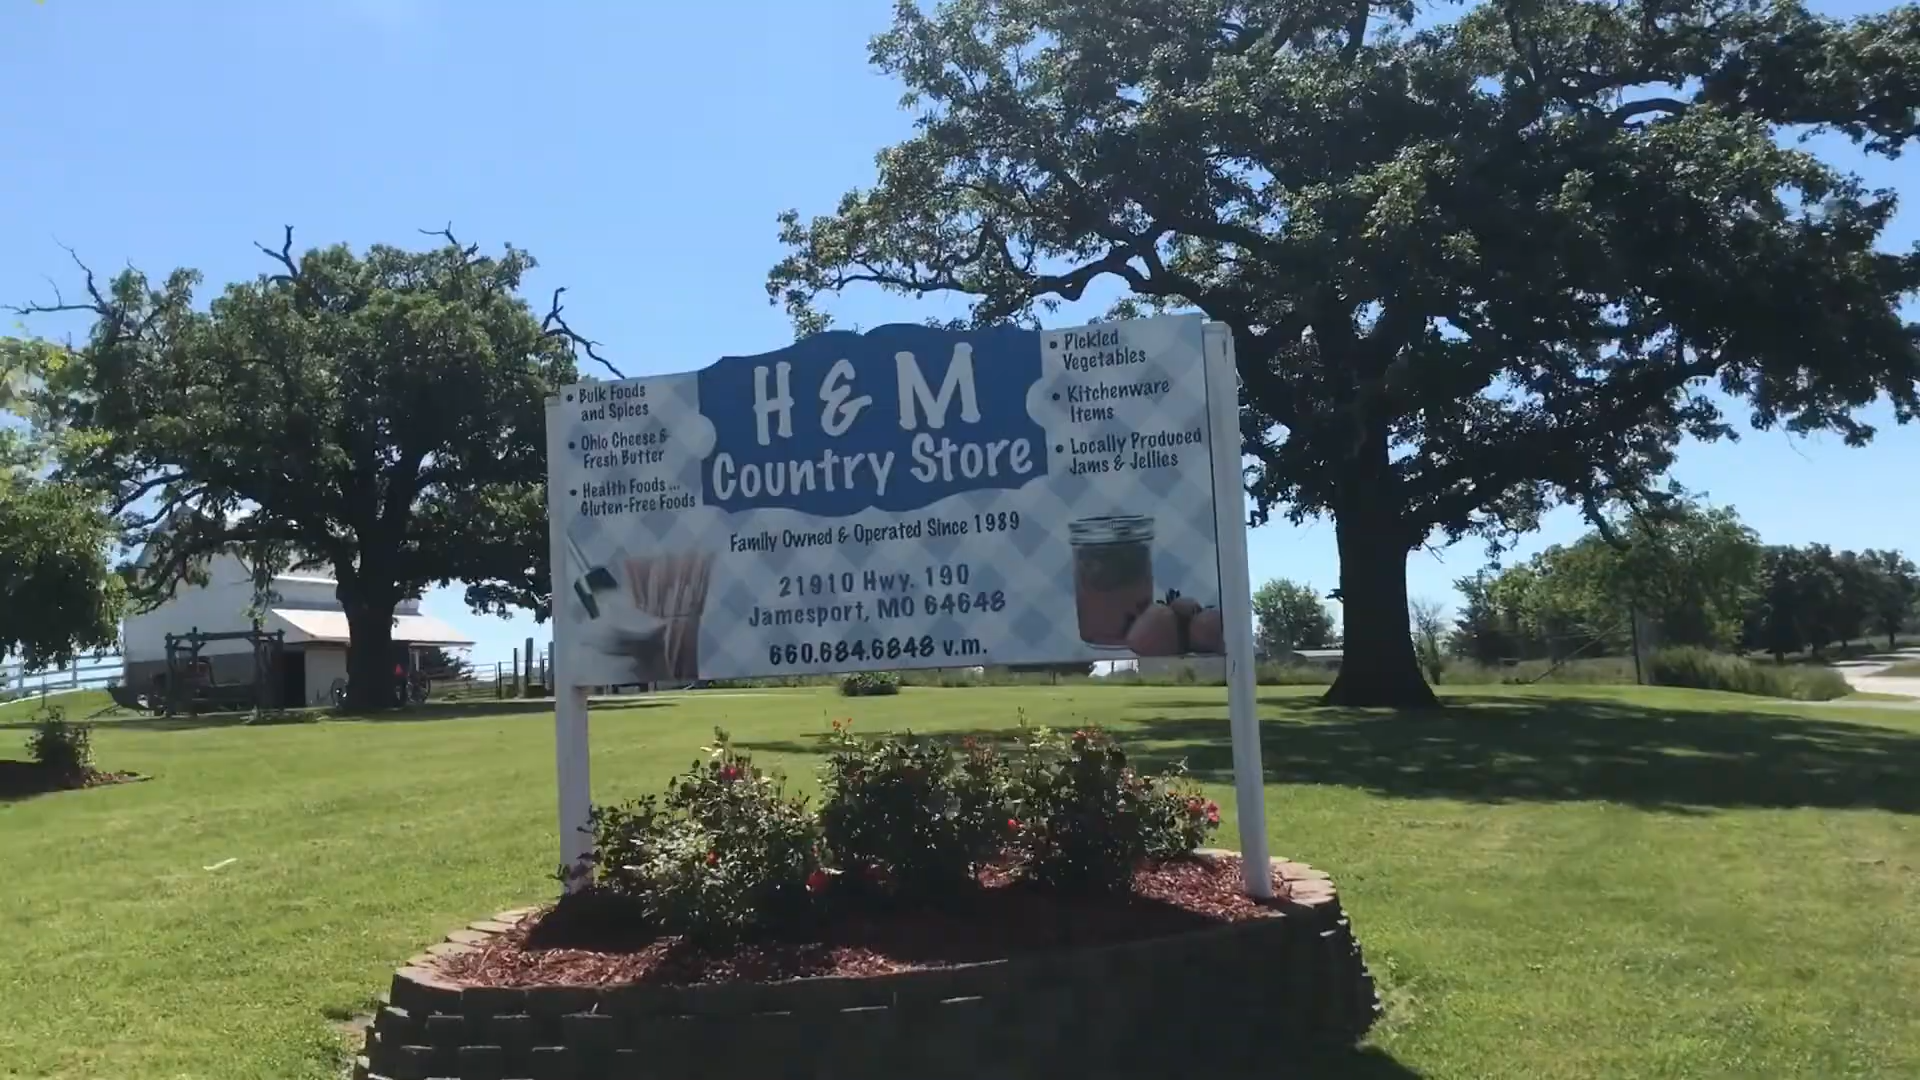 H & M
Country Store
• Bulk Foods
and Spices
• Ohio Cheese &
Fresh Butter
• Health Foods ...
Gluten-Free Foods
• Pickled
Vegetables
• Kitchenware
Items
• Locally Produced
Jams & Jellies
Family Owned & Operated Since 1989
21910 Hwy. 190
Jamesport, MO 64648
660.684.6848 v.m.